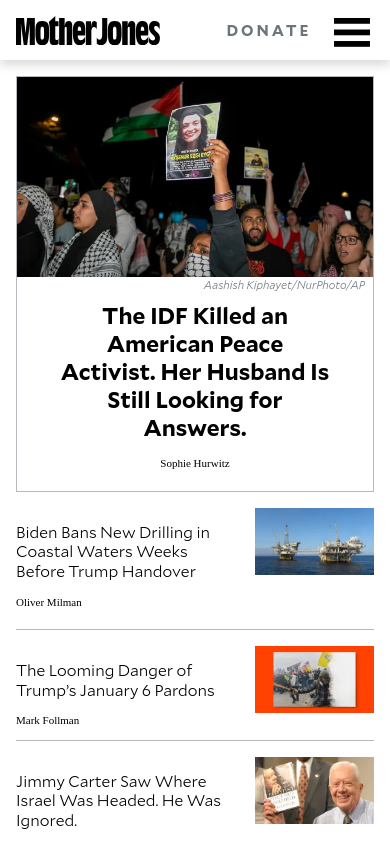 Mother Jones
DONATE
Aashish Kiphayet/NurPhoto/AP
The IDF Killed an
American Peace
Activist. Her Husband Is
Still Looking for
Answers.
Sophie Hurwitz
Biden Bans New Drilling in
Coastal Waters Weeks
Before Trump Handover
Oliver Milman
The Looming Danger of
Trump’s January 6 Pardons
Mark Follman
Jimmy Carter Saw Where
Israel Was Headed. He Was
Ignored.